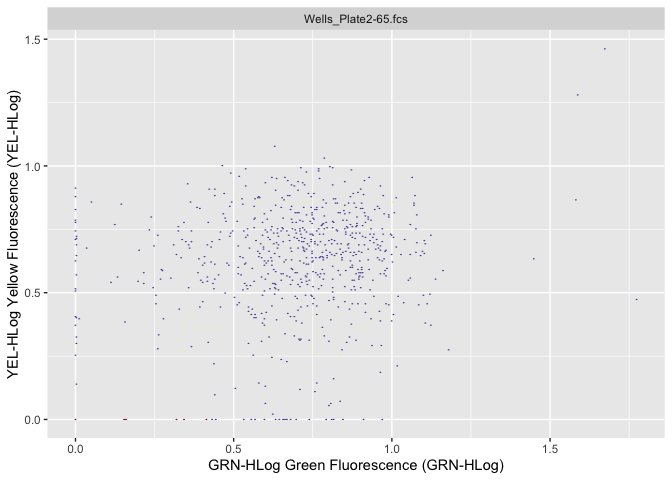 Wells_Plate2-65.fcs
YEL-HLog Yellow Fluorescence (YEL-HLog)
1.5
1.0
0.5
0.0
0.0 0.5 1.0 1.5
GRN-HLog Green Fluorescence (GRN-HLog)